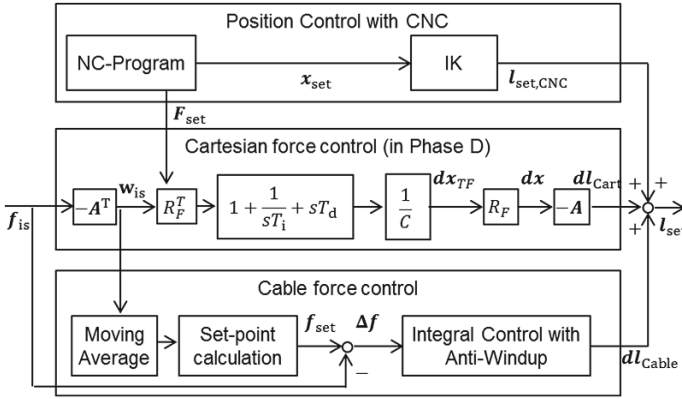 Position Control with CNC
NC-Program
x_set
IK
l_set,CNC
F_set
Cartesian force control (in Phase D)
f_is
−A^T
w_is
R_F^T
1 + 1/(sT_i) + sT_d
1/C
dx_TF
R_F
dx
−A
dl_Cart
+ +
+
l_set
Cable force control
Moving
Average
Set-point
calculation
f_set
Δf
−
Integral Control with
Anti-Windup
dl_Cable